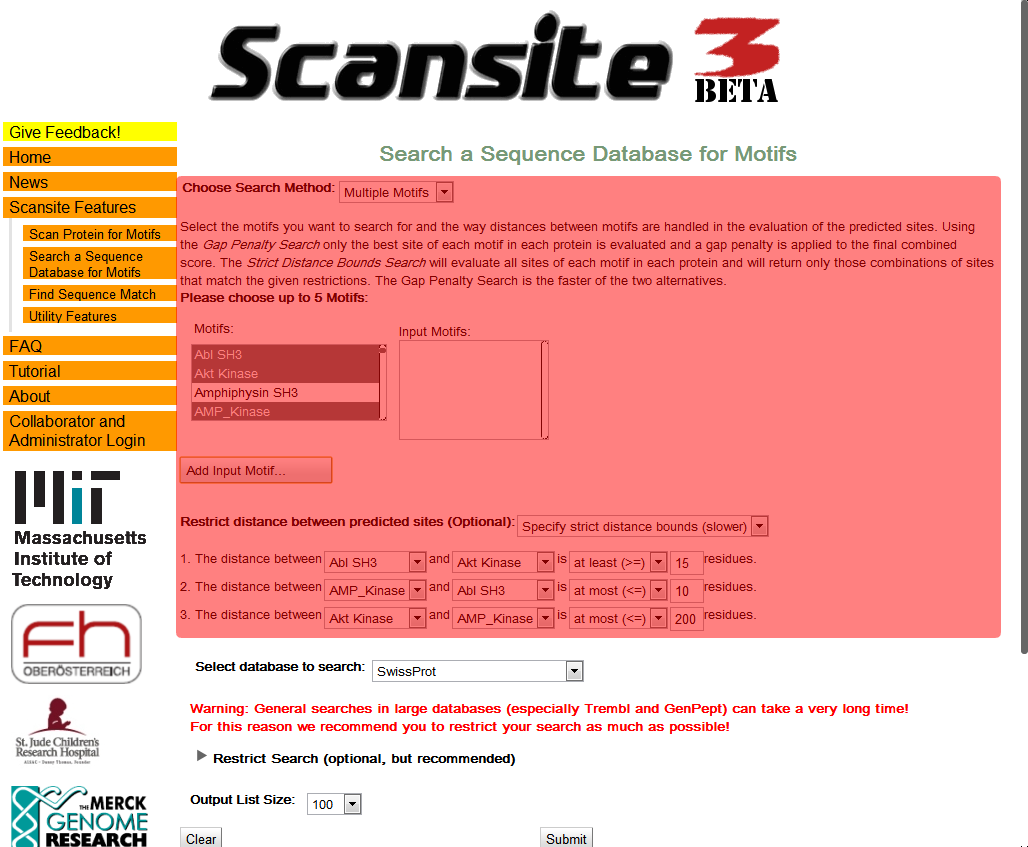 Scansite 3
BETA
Give Feedback!
Home
News
Scansite Features
Scan Protein for Motifs
Search a Sequence
Database for Motifs
Find Sequence Match
Utility Features
FAQ
Tutorial
About
Collaborator and
Administrator Login
MIT
Massachusetts
Institute of
Technology
fh
OBERÖSTERREICH
St. Jude Children's
Research Hospital
ALSAC - Danny Thomas, Founder
THE MERCK
GENOME
RESEARCH
Search a Sequence Database for Motifs
Choose Search Method: Multiple Motifs
Select the motifs you want to search for and the way distances between motifs are handled in the evaluation of the predicted sites. Using
the Gap Penalty Search only the best site of each motif in each protein is evaluated and a gap penalty is applied to the final combined
score. The Strict Distance Bounds Search will evaluate all sites of each motif in each protein and will return only those combinations of sites
that match the given restrictions. The Gap Penalty Search is the faster of the two alternatives.
Please choose up to 5 Motifs:
Motifs:
Abl SH3
Akt Kinase
Amphiphysin SH3
AMP_Kinase
Input Motifs:
Add Input Motif...
Restrict distance between predicted sites (Optional): Specify strict distance bounds (slower)
1. The distance between Abl SH3 and Akt Kinase is at least (>=) 15 residues.
2. The distance between AMP_Kinase and Abl SH3 is at most (<=) 10 residues.
3. The distance between Akt Kinase and AMP_Kinase is at most (<=) 200 residues.
Select database to search: SwissProt
Warning: General searches in large databases (especially Trembl and GenPept) can take a very long time!
For this reason we recommend you to restrict your search as much as possible!
Restrict Search (optional, but recommended)
Output List Size: 100
Clear Submit